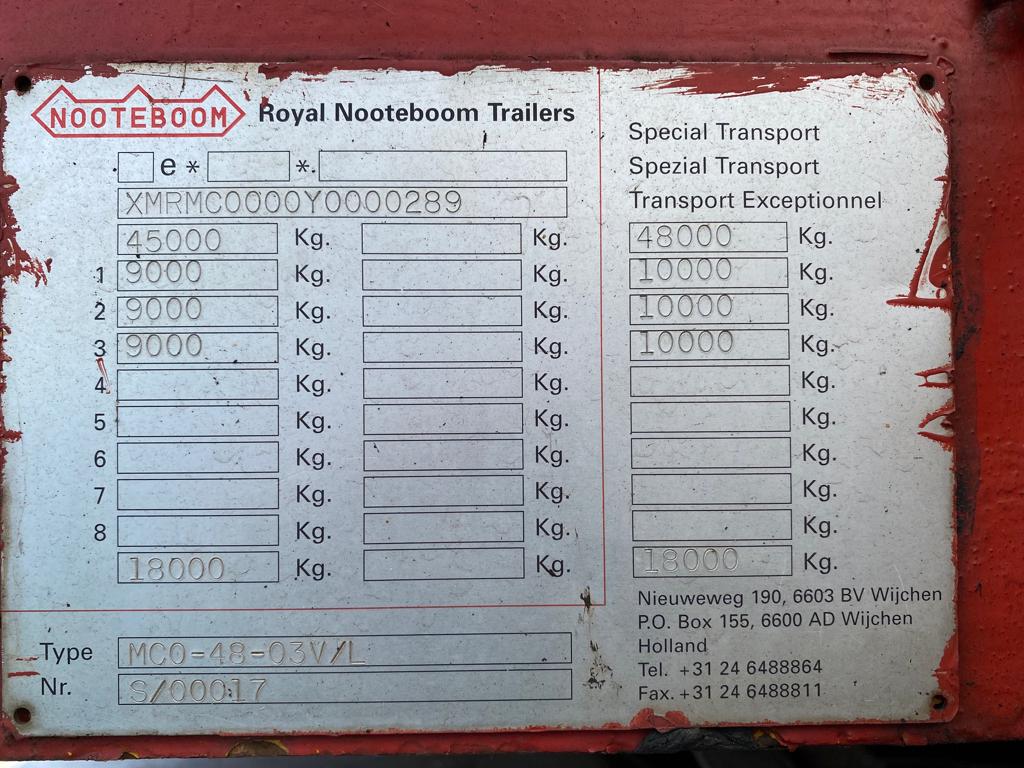 NOOTEBOOM Royal Nooteboom Trailers
e * *
XMRMC0000Y0000289
45000 Kg. Kg.
1 9000 Kg. Kg.
2 9000 Kg. Kg.
3 9000 Kg. Kg.
4 Kg. Kg.
5 Kg. Kg.
6 Kg. Kg.
7 Kg. Kg.
8 Kg. Kg.
18000 Kg. Kg.
Type MCO-48-03V/L
Nr. S/00017
Special Transport
Spezial Transport
Transport Exceptionnel
48000 Kg.
10000 Kg.
10000 Kg.
10000 Kg.
Kg.
Kg.
Kg.
Kg.
Kg.
18000 Kg.
Nieuweweg 190, 6603 BV Wijchen
P.O. Box 155, 6600 AD Wijchen
Holland
Tel. +31 24 6488864
Fax. +31 24 6488811